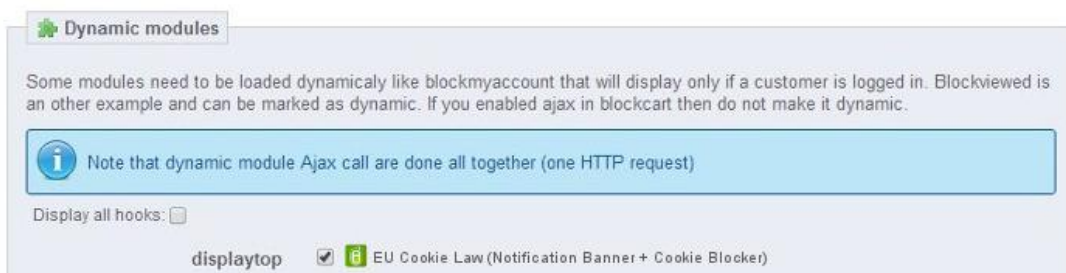 Dynamic modules
Some modules need to be loaded dynamicaly like blockmyaccount that will display only if a customer is logged in. Blockviewed is
an other example and can be marked as dynamic. If you enabled ajax in blockcart then do not make it dynamic.
Note that dynamic module Ajax call are done all together (one HTTP request)
Display all hooks:
displaytop EU Cookie Law (Notification Banner + Cookie Blocker)